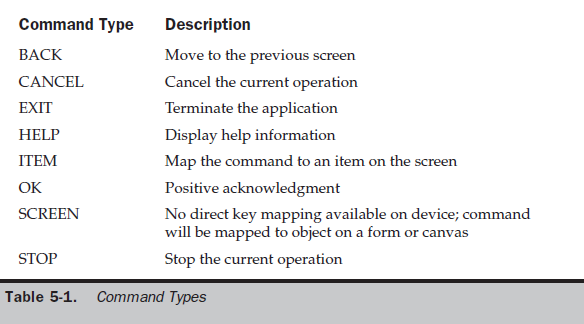 Command Type Description
BACK Move to the previous screen
CANCEL Cancel the current operation
EXIT Terminate the application
HELP Display help information
ITEM Map the command to an item on the screen
OK Positive acknowledgment
SCREEN No direct key mapping available on device; command
will be mapped to object on a form or canvas
STOP Stop the current operation
Table 5-1. Command Types